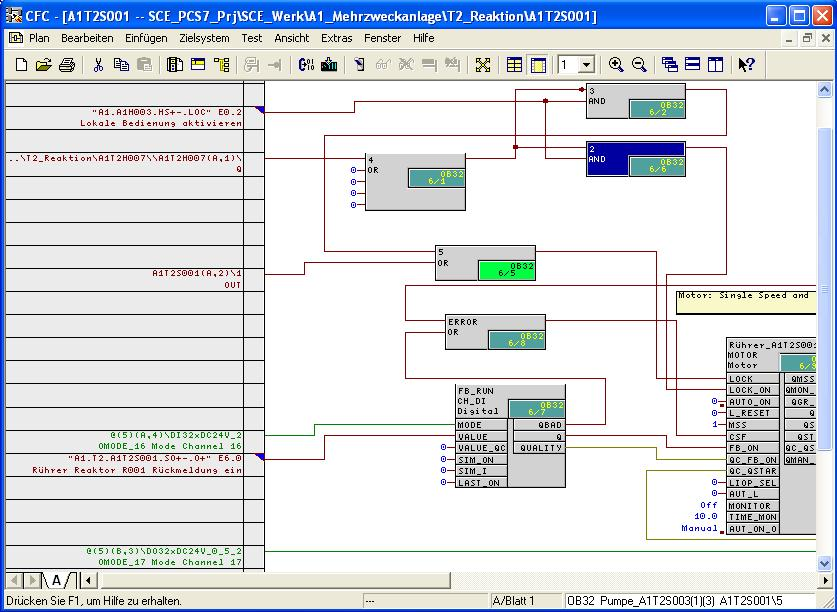 CFC - [A1T2S001 -- SCE_PCS7_Prj\SCE_Werk\A1_Mehrzweckanlage\T2_Reaktion\A1T2S001]
Plan Bearbeiten Einfügen Zielsystem Test Ansicht Extras Fenster Hilfe
1
"A1.A1H003.HS+-.LOC" E0.2
Lokale Bedienung aktivieren
..\T2_Reaktion\A1T2H007\\A1T2H007(A,1)\
Q
A1T2S001(A,2)\1
OUT
@(5)(A,4)\DI32xDC24V_2
OMODE_16 Mode Channel 16
"A1.T2.A1T2S001.SO+-.O+" E6.0
Rührer Reaktor R001 Rückmeldung ein
@(5)(B,3)\DO32xDC24V_0_5_2
OMODE_17 Mode Channel 17
3
AND
OB32
6/2
2
AND
OB32
6/6
4
OR
OB32
6/1
0
0
0
0
5
OR
OB32
6/5
ERROR
OR
OB32
6/8
FB_RUN
CH_DI
Digital
OB32
6/7
MODE QBAD
VALUE Q
0 VALUE_QC QUALITY
0 SIM_ON
0 SIM_I
0 LAST_ON
Motor: Single Speed and
Rührer_A1T2S001
MOTOR
Motor
OB32
LOCK QMSS
LOCK_ON QMON_
0 AUTO_ON QGR_
0 L_RESET
1 MSS
CSF QST
FB_ON QC_QS
QC_FB_ON QMAN_
QC_QSTAR
0 LIOP_SEL
0 AUT_L
Off MONITOR
10.0 TIME_MON
Manual AUT_ON_O
A
Drücken Sie F1, um Hilfe zu erhalten.
---
A/Blatt 1
OB32 Pumpe_A1T2S003(1)(3) A1T2S001\5